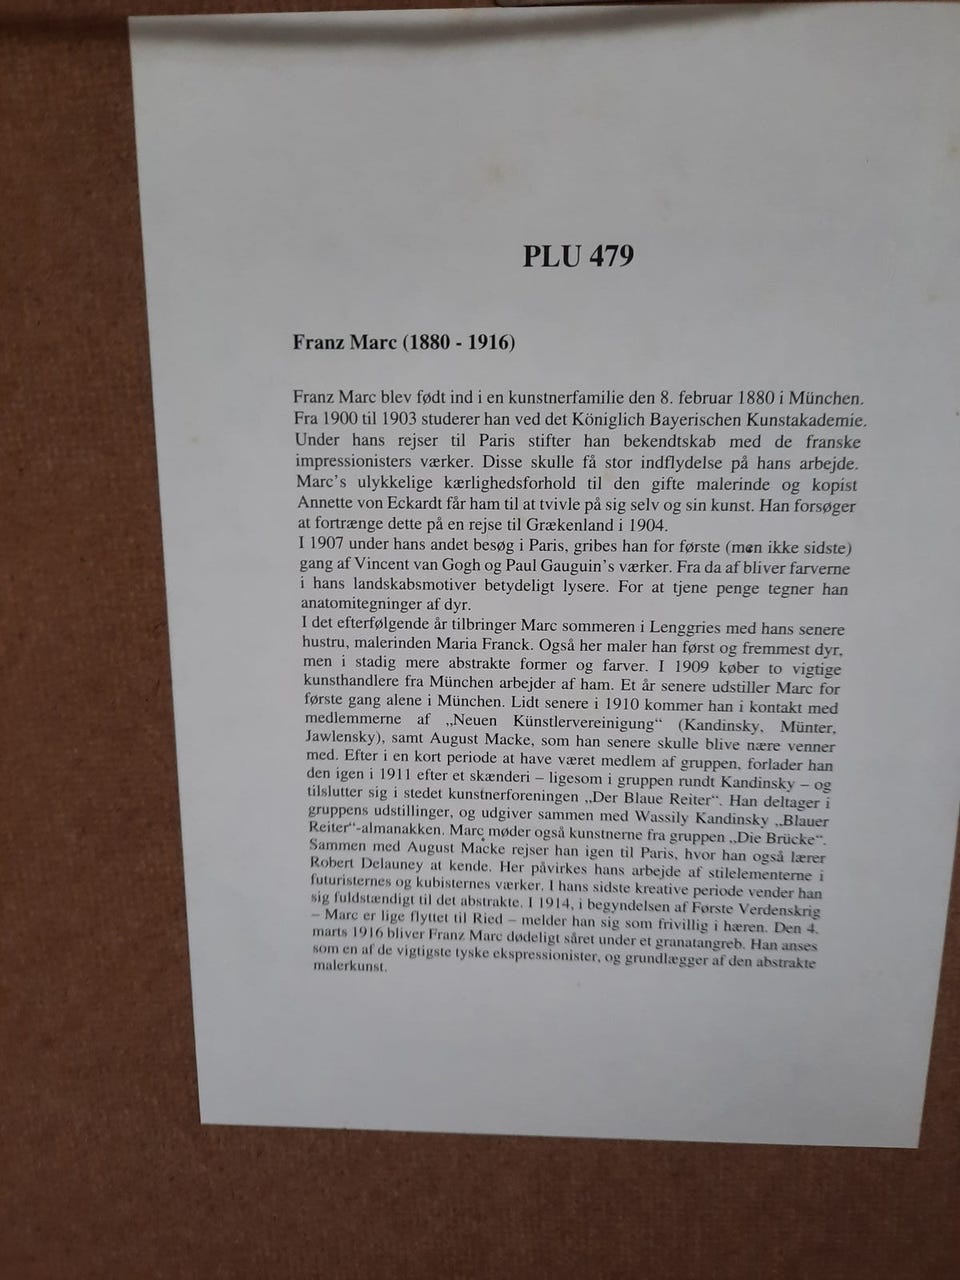 PLU 479
Franz Marc (1880 - 1916)
Franz Marc blev født ind i en kunstnerfamilie den 8. februar 1880 i München.
Fra 1900 til 1903 studerer han ved det Königlich Bayerischen Kunstakademie.
Under hans rejser til Paris stifter han bekendtskab med de franske
impressionisters værker. Disse skulle få stor indflydelse på hans arbejde.
Marc's ulykkelige kærlighedsforhold til den gifte malerinde og kopist
Annette von Eckardt får ham til at tvivle på sig selv og sin kunst. Han forsøger
at fortrænge dette på en rejse til Grækenland i 1904.
I 1907 under hans andet besøg i Paris, gribes han for første (men ikke sidste)
gang af Vincent van Gogh og Paul Gauguin's værker. Fra da af bliver farverne
i hans landskabsmotiver betydeligt lysere. For at tjene penge tegner han
anatomitegninger af dyr.
I det efterfølgende år tilbringer Marc sommeren i Lenggries med hans senere
hustru, malerinden Maria Franck. Også her maler han først og fremmest dyr,
men i stadig mere abstrakte former og farver. I 1909 køber to vigtige
kunsthandlere fra München arbejder af ham. Et år senere udstiller Marc for
første gang alene i München. Lidt senere i 1910 kommer han i kontakt med
medlemmerne af „Neuen Künstlervereinigung“ (Kandinsky, Münter,
Jawlensky), samt August Macke, som han senere skulle blive nære venner
med. Efter i en kort periode at have været medlem af gruppen, forlader han
den igen i 1911 efter et skænderi – ligesom i gruppen rundt Kandinsky – og
tilslutter sig i stedet kunstnerforeningen „Der Blaue Reiter“. Han deltager i
gruppens udstillinger, og udgiver sammen med Wassily Kandinsky „Blauer
Reiter“-almanakken. Marc møder også kunstnerne fra gruppen „Die Brücke“.
Sammen med August Macke rejser han igen til Paris, hvor han også lærer
Robert Delauney at kende. Her påvirkes hans arbejde af stilelementerne i
futuristernes og kubisternes værker. I hans sidste kreative periode vender han
sig fuldstændigt til det abstrakte. I 1914, i begyndelsen af Første Verdenskrig
– Marc er lige flyttet til Ried – melder han sig som frivillig i hæren. Den 4.
marts 1916 bliver Franz Marc dødeligt såret under et granatangreb. Han anses
som en af de vigtigste tyske ekspressionister, og grundlægger af den abstrakte
malerkunst.